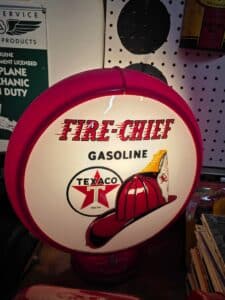 SERVICE
PRODUCTS
PLANE
CHANIC
N DUTY
FIRE-CHIEF
GASOLINE
TEXACO
T